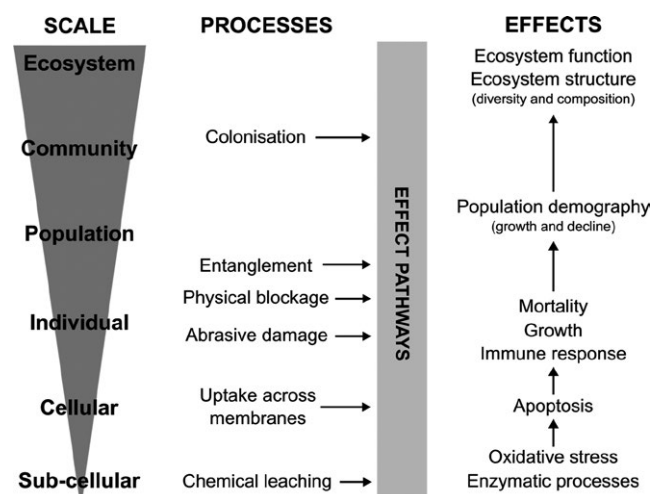 SCALE
Ecosystem
Community
Population
Individual
Cellular
Sub-cellular
PROCESSES
Colonisation
Entanglement
Physical blockage
Abrasive damage
Uptake across
membranes
Chemical leaching
EFFECT PATHWAYS
EFFECTS
Ecosystem function
Ecosystem structure
(diversity and composition)
Population demography
(growth and decline)
Mortality
Growth
Immune response
Apoptosis
Oxidative stress
Enzymatic processes